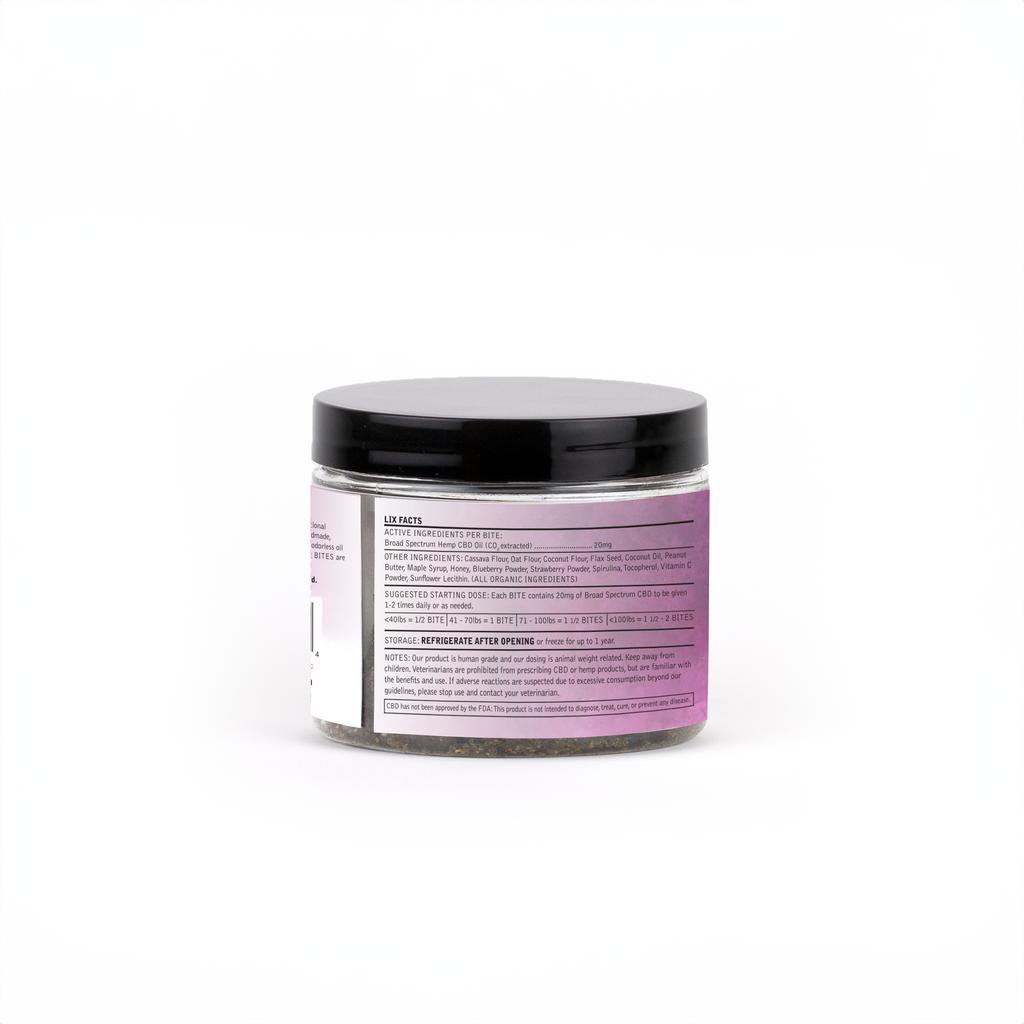 tional
dmade,
odorless oil
BITES are
d.
4
LIX FACTS
ACTIVE INGREDIENTS PER BITE:
Broad Spectrum Hemp CBD Oil (CO2 extracted) ............................. 20mg
OTHER INGREDIENTS: Cassava Flour, Oat Flour, Coconut Flour, Flax Seed, Coconut Oil, Peanut
Butter, Maple Syrup, Honey, Blueberry Powder, Strawberry Powder, Spirulina, Tocopherol, Vitamin C
Powder, Sunflower Lecithin. (ALL ORGANIC INGREDIENTS)
SUGGESTED STARTING DOSE: Each BITE contains 20mg of Broad Spectrum CBD to be given
1-2 times daily or as needed.
<40lbs = 1/2 BITE | 41 - 70lbs = 1 BITE | 71 - 100lbs = 1 1/2 BITES | <100lbs = 1 1/2 - 2 BITES
STORAGE: REFRIGERATE AFTER OPENING or freeze for up to 1 year.
NOTES: Our product is human grade and our dosing is animal weight related. Keep away from
children. Veterinarians are prohibited from prescribing CBD or hemp products, but are familiar with
the benefits and use. If adverse reactions are suspected due to excessive consumption beyond our
guidelines, please stop use and contact your veterinarian.
CBD has not been approved by the FDA: This product is not intended to diagnose, treat, cure, or prevent any disease.